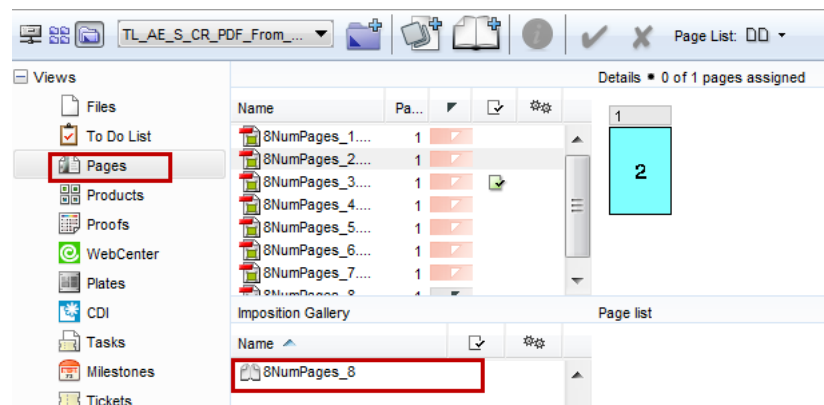 TL_AE_S_CR_PDF_From_...
Page List:
Views
Files
To Do List
Pages
Products
Proofs
WebCenter
Plates
CDI
Tasks
Milestones
Tickets
Name Pa...
8NumPages_1.... 1
8NumPages_2.... 1
8NumPages_3.... 1
8NumPages_4.... 1
8NumPages_5.... 1
8NumPages_6.... 1
8NumPages_7.... 1
Imposition Gallery
Name
8NumPages_8
Details • 0 of 1 pages assigned
1
2
Page list